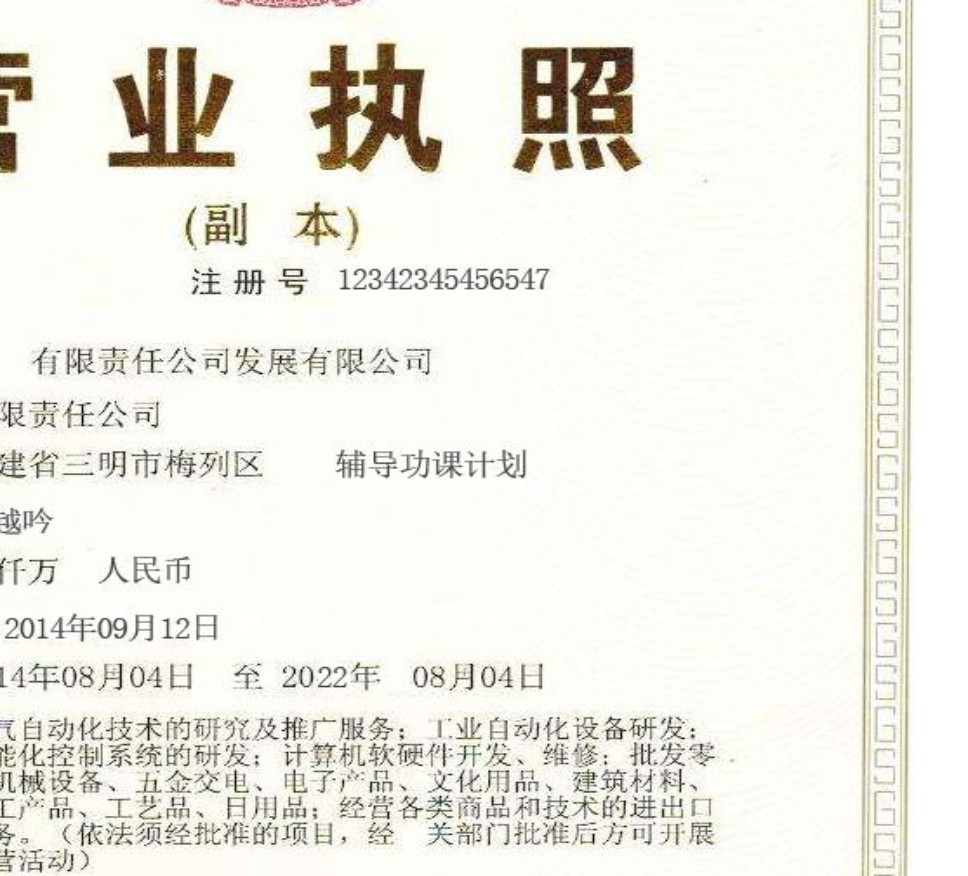 营业执照
(副 本)
注册号 12342345456547
有限责任公司发展有限公司
限责任公司
建省三明市梅列区 辅导功课计划
越吟
仟万 人民币
2014年09月12日
14年08月04日 至 2022年 08月04日
气自动化技术的研究及推广服务；工业自动化设备研发；
能化控制系统的研发；计算机软硬件开发、维修；批发零
机械设备、五金交电、电子产品、文化用品、建筑材料、
工产品、工艺品、日用品；经营各类商品和技术的进出口
务。（依法须经批准的项目，经 关部门批准后方可开展
营活动）